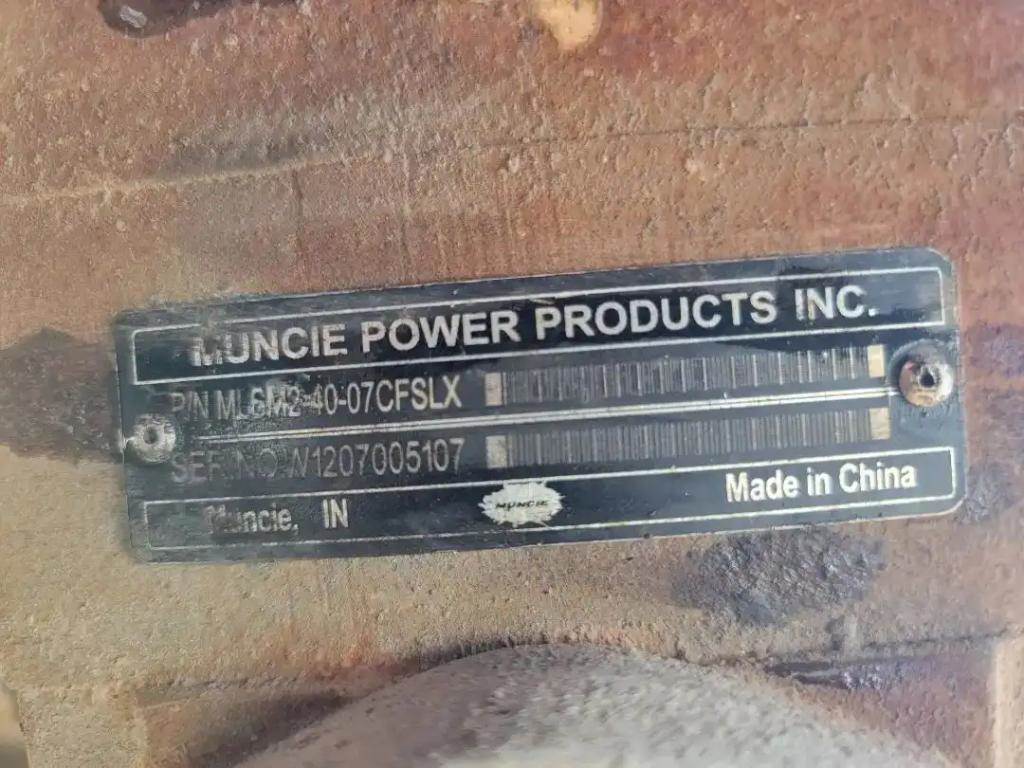 MUNCIE POWER PRODUCTS INC.
P/N ML6M2-40-07CFSLX
SER.NO.W1207005107
Muncie, IN
MUNCIE
Made in China